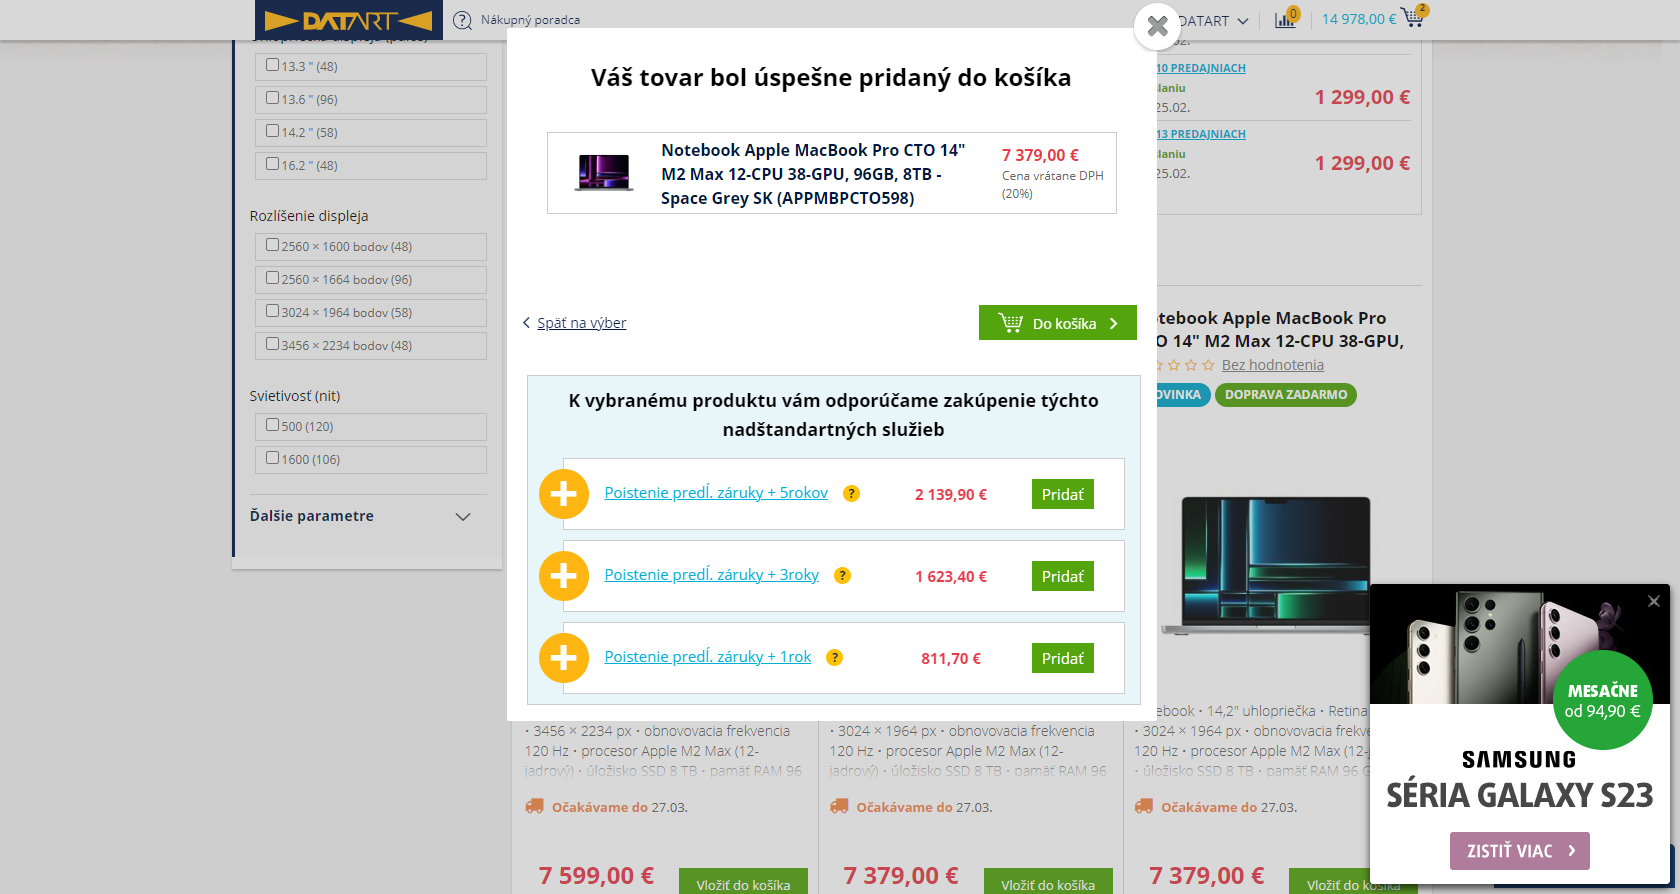 DATART
Nákupný poradca
DATART
0
14 978,00 €
2
13.3 " (48)
13.6 " (96)
14.2 " (58)
16.2 " (48)
Rozlíšenie displeja
2560 × 1600 bodov (48)
2560 × 1664 bodov (96)
3024 × 1964 bodov (58)
3456 × 2234 bodov (48)
Svietivosť (nit)
500 (120)
1600 (106)
Ďalšie parametre
Váš tovar bol úspešne pridaný do košíka
Notebook Apple MacBook Pro CTO 14"
M2 Max 12-CPU 38-GPU, 96GB, 8TB -
Space Grey SK (APPMBPCTO598)
7 379,00 €
Cena vrátane DPH
(20%)
Späť na výber
Do košíka
K vybranému produktu vám odporúčame zakúpenie týchto
nadštandartných služieb
Poistenie predĺ. záruky + 5rokov ? 2 139,90 € Pridať
Poistenie predĺ. záruky + 3roky ? 1 623,40 € Pridať
Poistenie predĺ. záruky + 1rok ? 811,70 € Pridať
10 PREDAJNIACH
25.02.
1 299,00 €
13 PREDAJNIACH
25.02.
1 299,00 €
Apple MacBook Pro
14" M2 Max 12-CPU 38-GPU,
Bez hodnotenia
DOPRAVA ZADARMO
• 3456 × 2234 px • obnovovacia frekvencia
120 Hz • procesor Apple M2 Max (12-
jadrový) • úložisko SSD 8 TB • pamäť RAM 96
Očakávame do 27.03.
7 599,00 €
Vložiť do košíka
• 3024 × 1964 px • obnovovacia frekvencia
120 Hz • procesor Apple M2 Max (12-
jadrový) • úložisko SSD 8 TB • pamäť RAM 96
Očakávame do 27.03.
7 379,00 €
Vložiť do košíka
• 14,2" uhlopriečka • Retina
• 3024 × 1964 px • obnovovacia frekvencia
120 Hz • procesor Apple M2 Max (12-
• úložisko SSD 8 TB • pamäť RAM 96
Očakávame do 27.03.
7 379,00 €
Vložiť do košíka
MESAČNE
od 94,90 €
SAMSUNG
SÉRIA GALAXY S23
ZISTIŤ VIAC